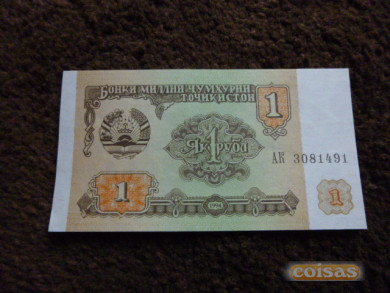 Бонки миллии Ҷумҳурии
Тоҷикистон
1
1
Як рубл
АК 3081491
1
1994
1
coisas